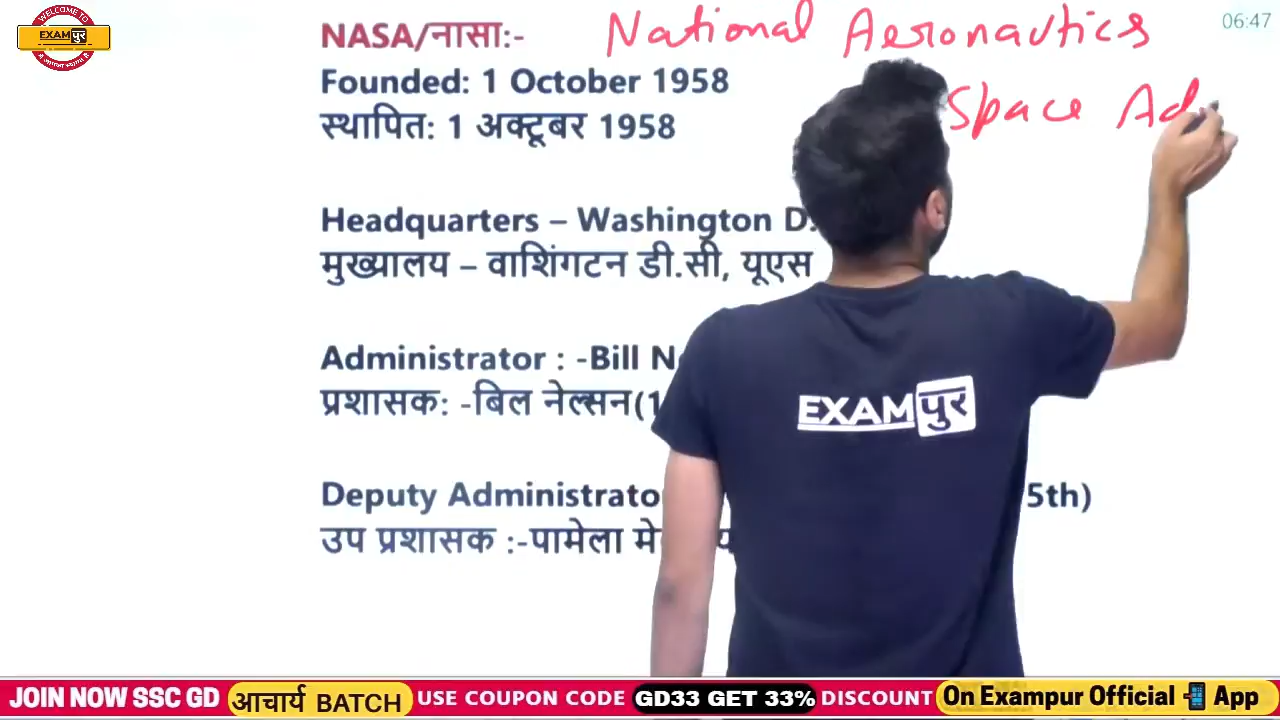 WELCOME TO
EXAMপুर
NASA/नासा:- National Aeronautics
06:47
Founded: 1 October 1958
Space Ad
स्थापित: 1 अक्टूबर 1958
Headquarters – Washington D.
मुख्यालय – वाशिंगटन डी.सी, यूएस
Administrator : -Bill N
प्रशासक: -बिल नेल्सन(1
EXAMपुर
Deputy Administrato 5th)
उप प्रशासक :-पामेला मे
JOIN NOW SSC GD आचार्य BATCH USE COUPON CODE GD33 GET 33% DISCOUNT On Exampur Official App